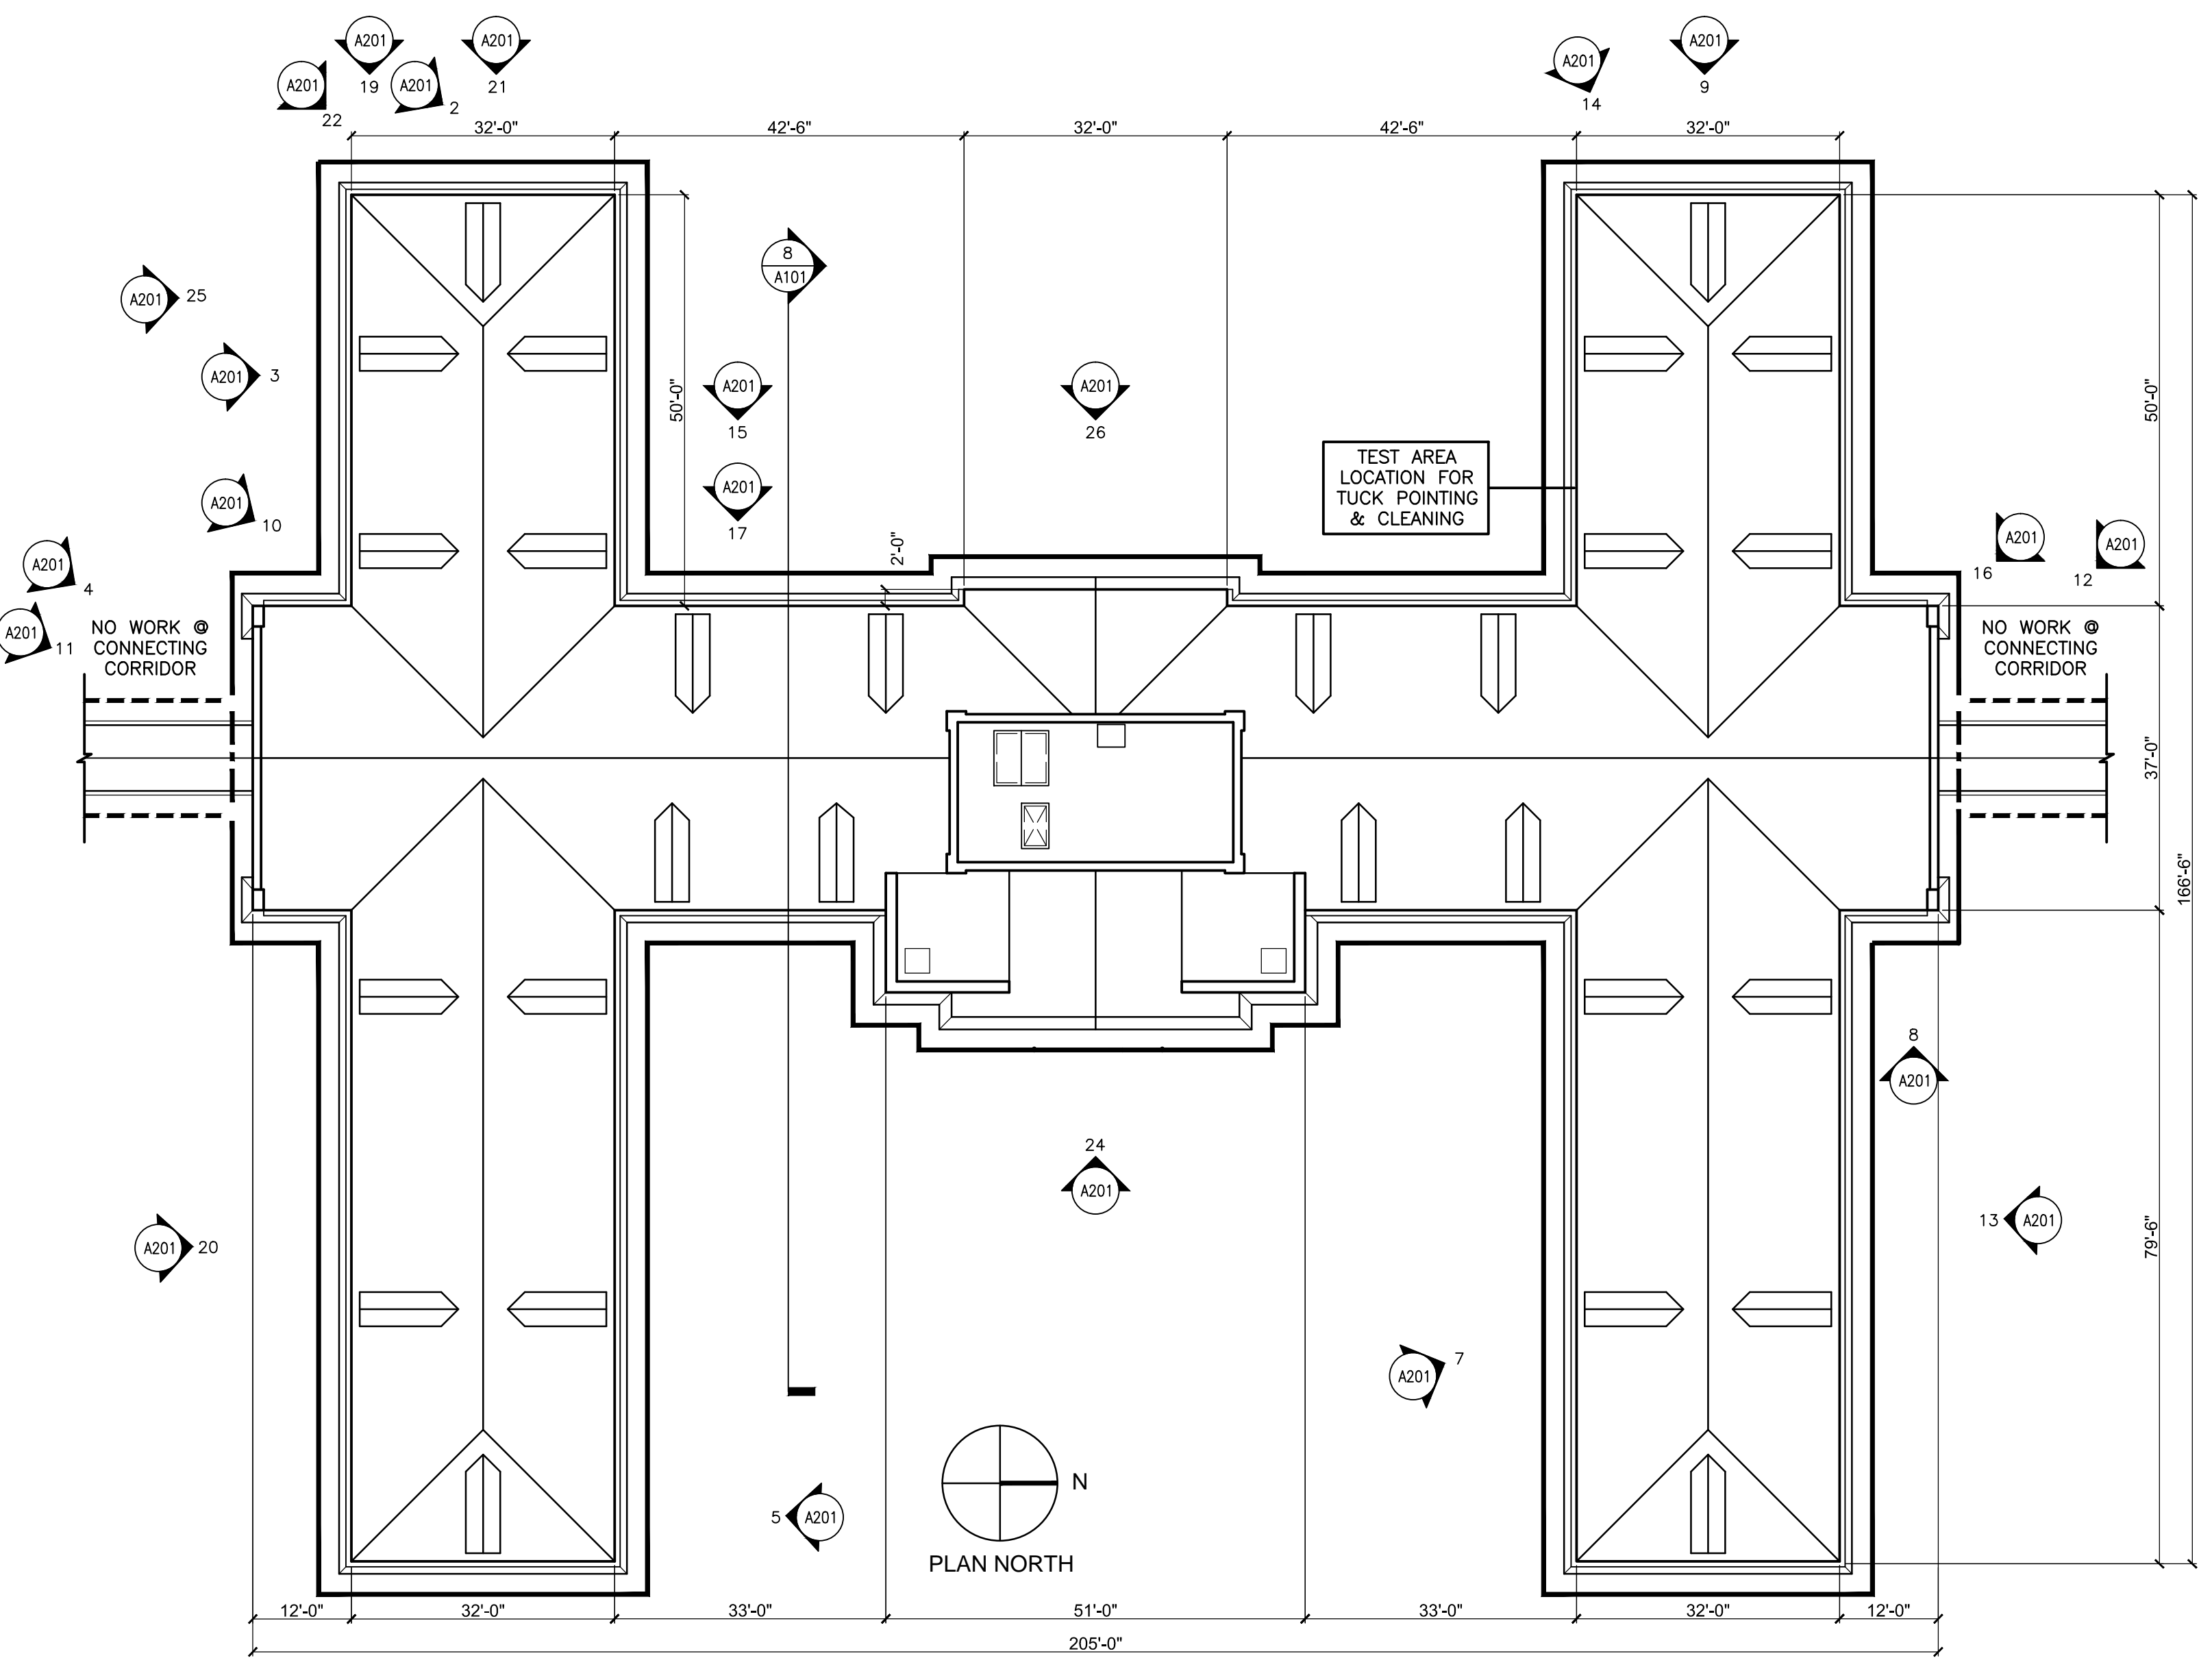 A201
19
A201
21
A201
22
A201
2
A201
14
A201
9
32'-0"
42'-6"
32'-0"
42'-6"
32'-0"
8
A101
A201
25
A201
3
A201
15
A201
26
50'-0"
50'-0"
TEST AREA
LOCATION FOR
TUCK POINTING
& CLEANING
A201
10
A201
17
2'-0"
A201
4
A201
11
NO WORK @
CONNECTING
CORRIDOR
A201
16
A201
12
NO WORK @
CONNECTING
CORRIDOR
37'-0"
166'-6"
8
A201
24
A201
A201
20
13
A201
79'-6"
A201
7
5
A201
N
PLAN NORTH
12'-0"
32'-0"
33'-0"
51'-0"
33'-0"
32'-0"
12'-0"
205'-0"